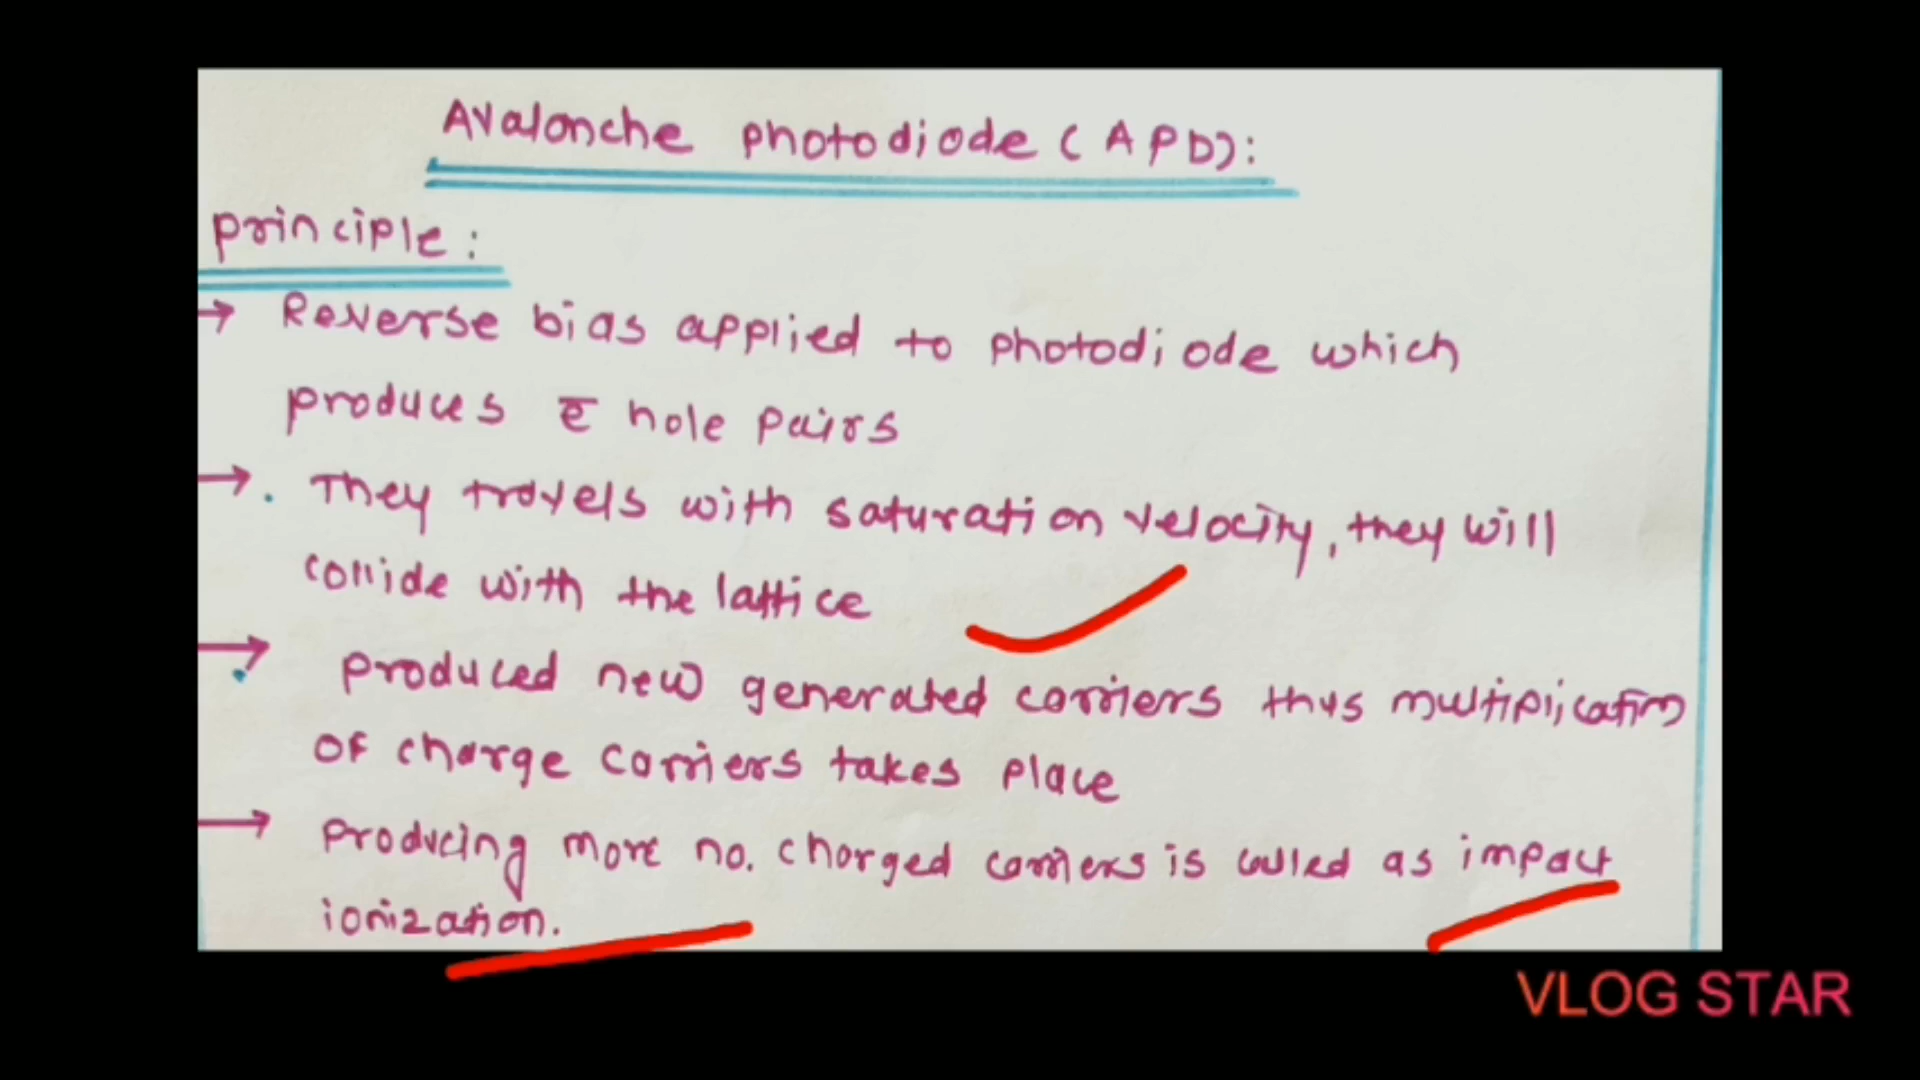 Avalanche photodiode (APD):
principle:
→ Reverse bias applied to photodiode which
produces e̅ hole pairs
→. They travels with saturation velocity, they will
collide with the lattice
→. produced new generated carriers thus multiplication
of charge carriers takes place
→ producing more no. charged carriers is called as impact
ionization.
VLOG STAR